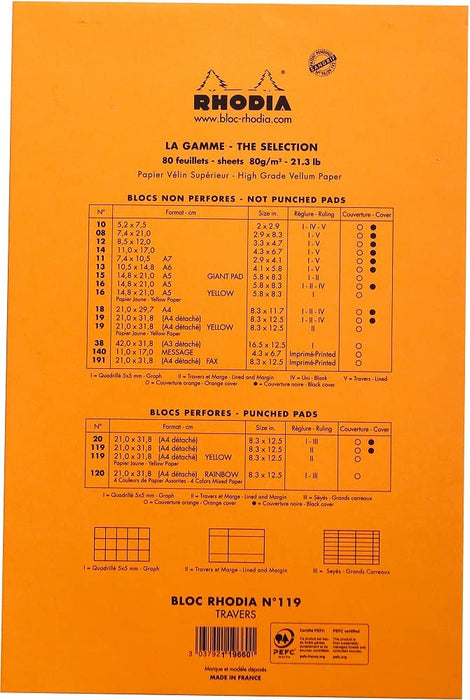 PATTE PENDENTE
SANGRIF
RHODIA ®
www.bloc-rhodia.com
LA GAMME - THE SELECTION
80 feuillets - sheets 80g/m² - 21.3 lb
Papier Vélin Supérieur - High Grade Vellum Paper
BLOCS NON PERFORES - NOT PUNCHED PADS
N° Format - cm Size in. Réglure - Ruling Couverture - Cover
10 5,2 x 7,5 2 x 2.9 I - IV - V
08 7,4 x 21,0 2.9 x 8.3 I - V
12 8,5 x 12,0 3.3 x 4.7 I - V
14 11,0 x 17,0 4.3 x 6.7 I - V
11 7,4 x 10,5 A7 2.9 x 4.1 I - V
13 10,5 x 14,8 A6 4.1 x 5.8 I - V
15 14,8 x 21,0 A5 GIANT PAD 5.8 x 8.3 I - II
16 14,8 x 21,0 A5 5.8 x 8.3 I - II - IV
16 14,8 x 21,0 A5 YELLOW 5.8 x 8.3 I
Papier Jaune - Yellow Paper
18 21,0 x 29,7 A4 8.3 x 11.7 I - II - IV
19 21,0 x 31,8 (A4 détaché) 8.3 x 12.5 I - II - IV
19 21,0 x 31,8 (A4 détaché) YELLOW 8.3 x 12.5 II
Papier Jaune - Yellow Paper
38 42,0 x 31,8 (A3 détaché) 16.5 x 12.5 I
140 11,0 x 17,0 MESSAGE 4.3 x 6.7 Imprimé-Printed
191 21,0 x 31,8 (A4 détaché) FAX 8.3 x 12.5 Imprimé-Printed
I = Quadrillé 5x5 mm - Graph II = Travers et Marge - Lined and Margin IV = Uni - Blank V = Travers - Lined
O = Couverture orange - Orange cover ● = Couverture noire - Black cover
BLOCS PERFORES - PUNCHED PADS
N° Format - cm Size in. Réglure - Ruling Couverture - Cover
20 21,0 x 31,8 (A4 détaché) 8.3 x 12.5 I - III
119 21,0 x 31,8 (A4 détaché) 8.3 x 12.5 II
119 21,0 x 31,8 (A4 détaché) YELLOW 8.3 x 12.5 II
Papier Jaune - Yellow Paper
120 21,0 x 31,8 (A4 détaché) RAINBOW 8.3 x 12.5 I - III
4 Couleurs de Papier Assorties - 4 Colors Mixed Paper
I = Quadrillé 5x5 mm - Graph II = Travers et Marge - Lined and Margin III = Séyès - Grands carreaux
O = Couverture orange - Orange cover ● = Couverture noire - Black cover
I = Quadrillé 5x5 mm - Graph
II = Travers et Marge - Lined and Margin
III = Seyès - Grands Carreaux
BLOC RHODIA N°119
TRAVERS
3 037921 119660
Certifié PEFC
PEFC certified
PEFC
pefc-france.org
pefc.org
Marque et modèle déposés
MADE IN FRANCE